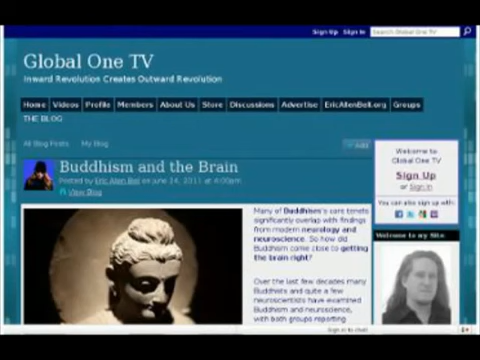 Sign Up Sign In Search Global One TV
Global One TV
Inward Revolution Creates Outward Revolution
Home Videos Profile Members About Us Store Discussions Advertise EricAllenBell.org Groups
THE BLOG
All Blog Posts My Blog + Add
Buddhism and the Brain
Posted by Eric Allen Bell on June 24, 2011 at 4:00am
View Blog
Many of Buddhism's core tenets
significantly overlap with findings
from modern neurology and
neuroscience. So how did
Buddhism come close to getting
the brain right?
Over the last few decades many
Buddhists and quite a few
neuroscientists have examined
Buddhism and neuroscience,
with both groups reporting
Welcome to
Global One TV
Sign Up
or Sign In
You can also sign up with:
Welcome to my Site.
Sign in to chat!